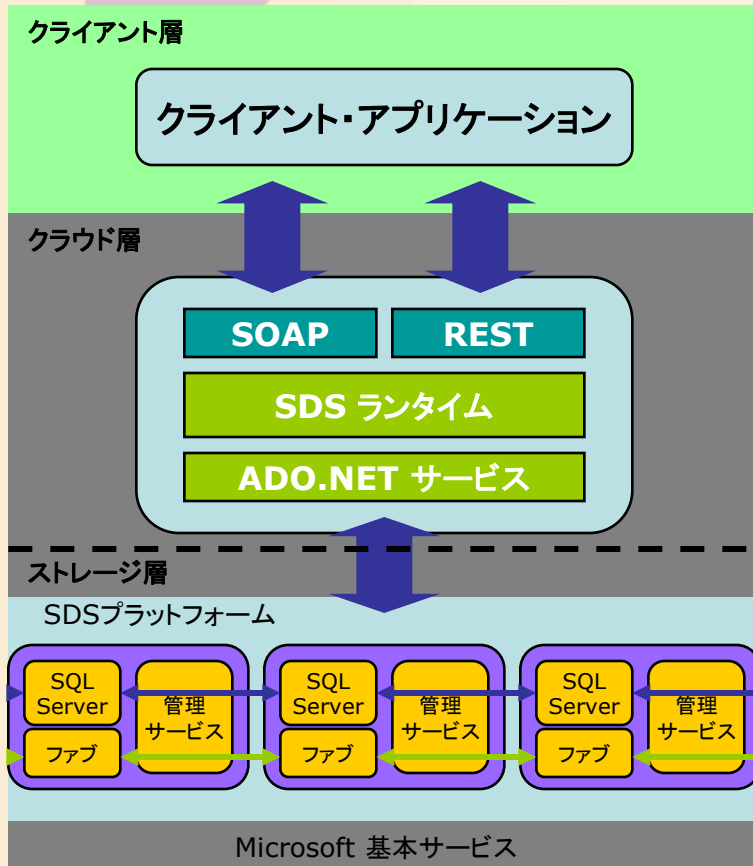 クライアント層
クライアント・アプリケーション
クラウド層
SOAP
REST
SDS ランタイム
ADO.NET サービス
ストレージ層
SDSプラットフォーム
SQL
Server
管理
サービス
ファブ
SQL
Server
管理
サービス
ファブ
SQL
Server
管理
サービス
ファブ
Microsoft 基本サービス